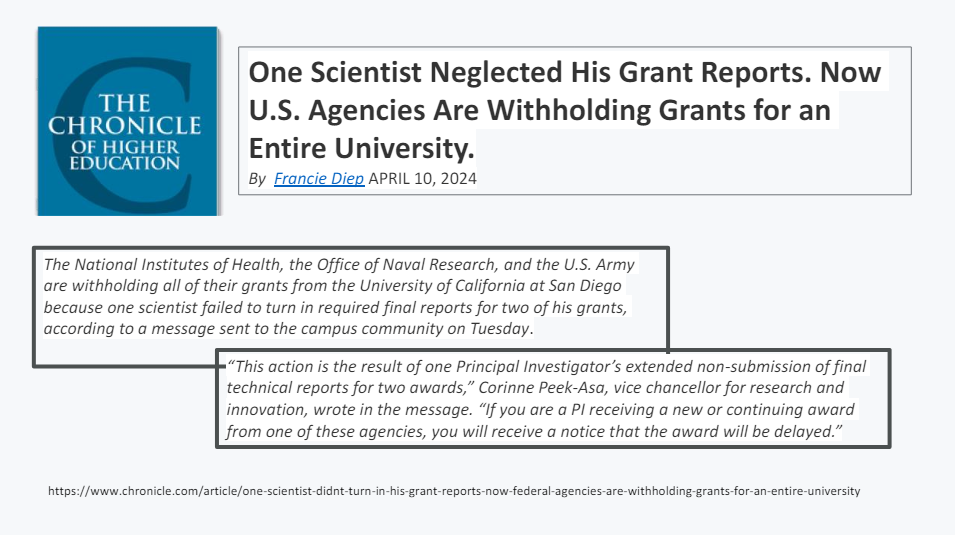 THE
CHRONICLE
OF HIGHER
EDUCATION
One Scientist Neglected His Grant Reports. Now
U.S. Agencies Are Withholding Grants for an
Entire University.
By Francie Diep APRIL 10, 2024
The National Institutes of Health, the Office of Naval Research, and the U.S. Army
are withholding all of their grants from the University of California at San Diego
because one scientist failed to turn in required final reports for two of his grants,
according to a message sent to the campus community on Tuesday.
“This action is the result of one Principal Investigator’s extended non-submission of final
technical reports for two awards,” Corinne Peek-Asa, vice chancellor for research and
innovation, wrote in the message. “If you are a PI receiving a new or continuing award
from one of these agencies, you will receive a notice that the award will be delayed.”
https://www.chronicle.com/article/one-scientist-didnt-turn-in-his-grant-reports-now-federal-agencies-are-withholding-grants-for-an-entire-university